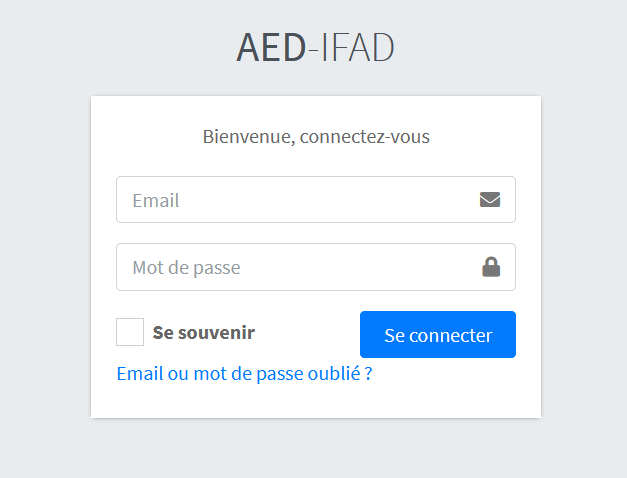 AED-IFAD
Bienvenue, connectez-vous
Email
Mot de passe
Se souvenir
Se connecter
Email ou mot de passe oublié ?